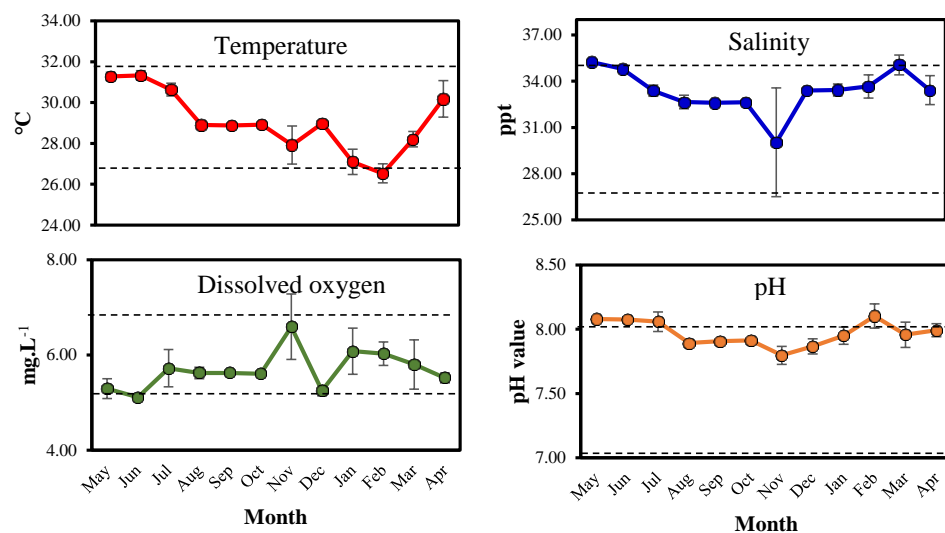 Temperature
34.00
32.00
30.00
28.00
26.00
24.00
°C
Salinity
37.00
34.00
31.00
28.00
25.00
ppt
Dissolved oxygen
8.00
6.00
4.00
mg.L-1
May Jun Jul Aug Sep Oct Nov Dec Jan Feb Mar Apr
Month
pH
8.50
8.00
7.50
7.00
pH value
May Jun Jul Aug Sep Oct Nov Dec Jan Feb Mar Apr
Month